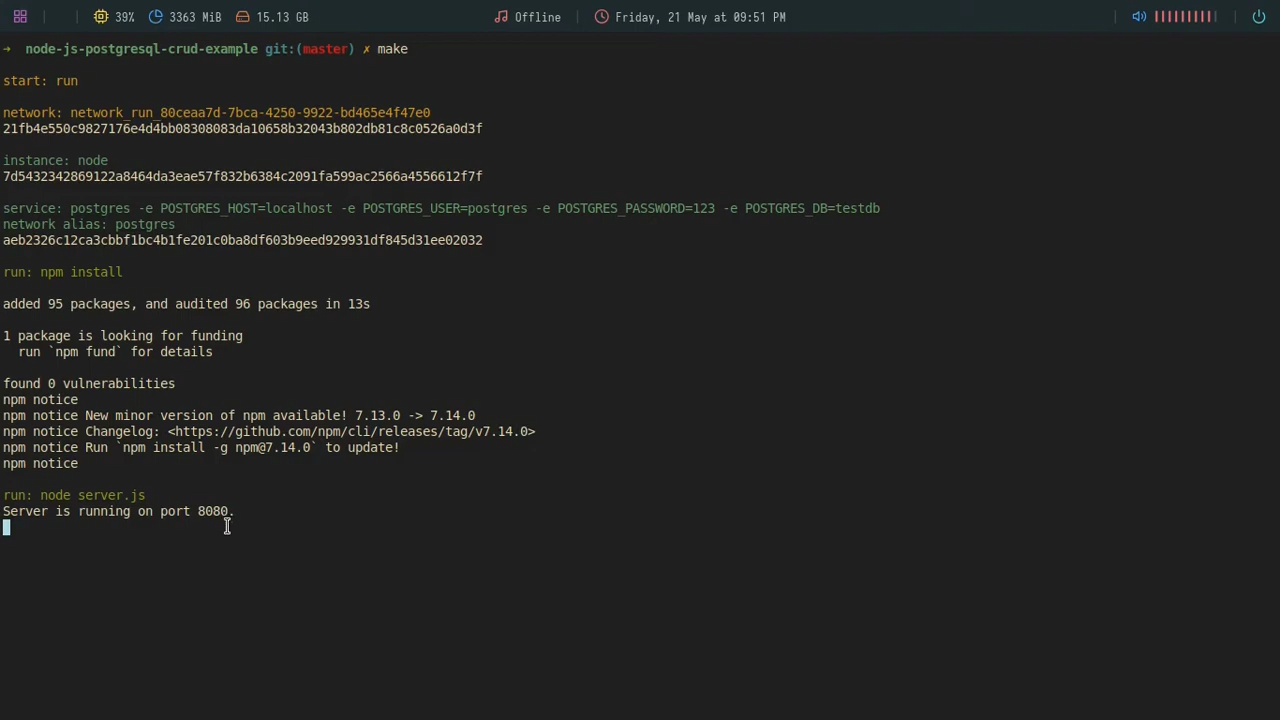 39% 3363 MiB 15.13 GB Offline Friday, 21 May at 09:51 PM
→ node-js-postgresql-crud-example git:(master) ✗ make
start: run
network: network_run_80ceaa7d-7bca-4250-9922-bd465e4f47e0
21fb4e550c9827176e4d4bb08308083da10658b32043b802db81c8c0526a0d3f
instance: node
7d5432342869122a8464da3eae57f832b6384c2091fa599ac2566a4556612f7f
service: postgres -e POSTGRES_HOST=localhost -e POSTGRES_USER=postgres -e POSTGRES_PASSWORD=123 -e POSTGRES_DB=testdb
network alias: postgres
aeb2326c12ca3cbbf1bc4b1fe201c0ba8df603b9eed929931df845d31ee02032
run: npm install
added 95 packages, and audited 96 packages in 13s
1 package is looking for funding
run `npm fund` for details
found 0 vulnerabilities
npm notice
npm notice New minor version of npm available! 7.13.0 -> 7.14.0
npm notice Changelog: <https://github.com/npm/cli/releases/tag/v7.14.0>
npm notice Run `npm install -g npm@7.14.0` to update!
npm notice
run: node server.js
Server is running on port 8080.